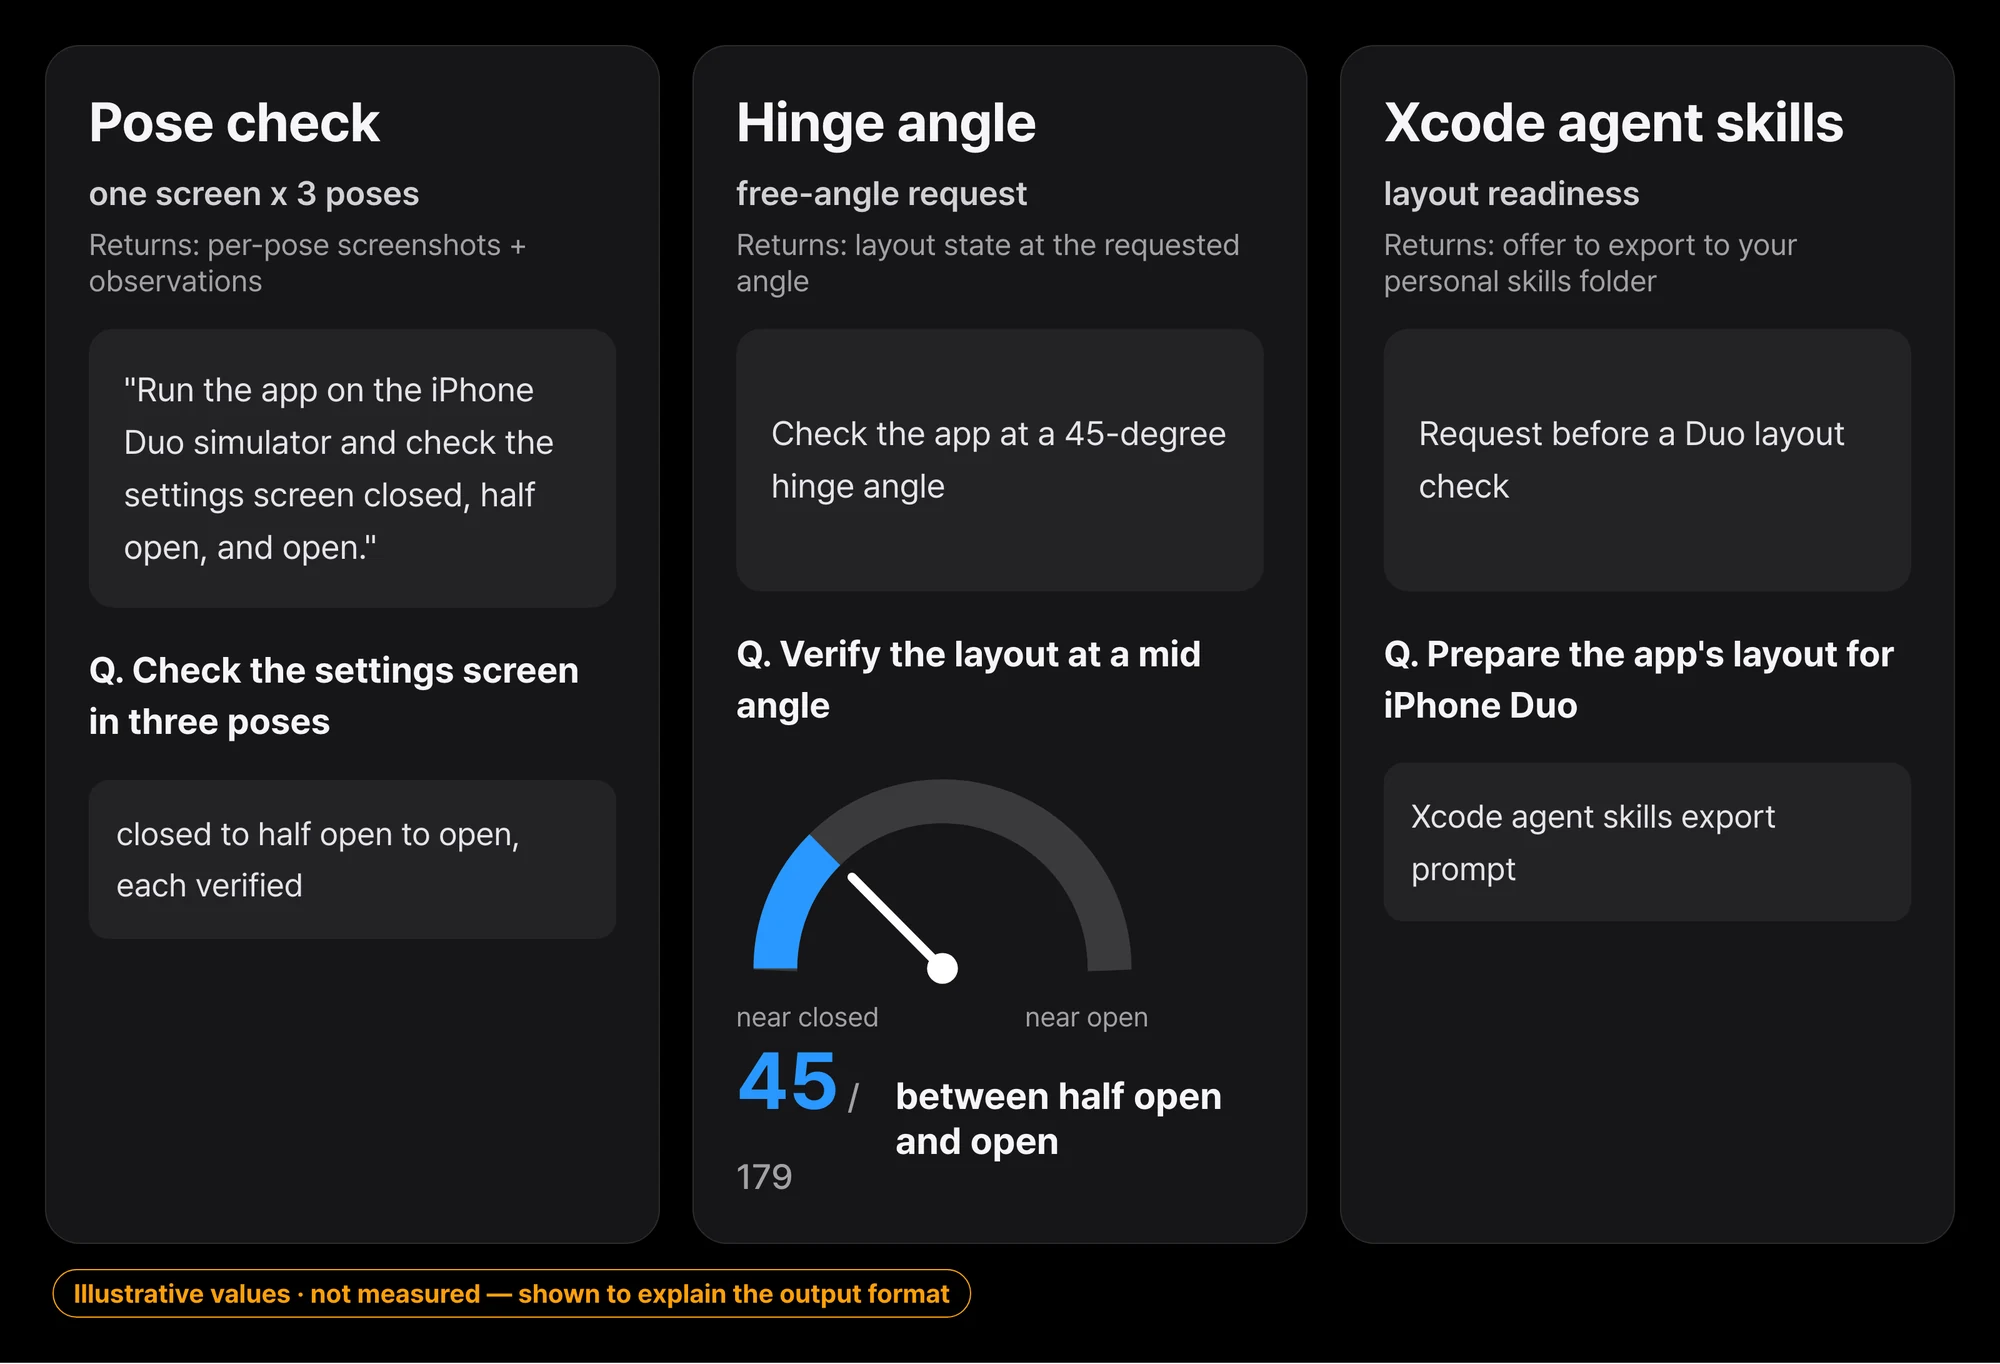 Pose check
one screen x 3 poses
Returns: per-pose screenshots +
observations
"Run the app on the iPhone
Duo simulator and check the
settings screen closed, half
open, and open."
Q. Check the settings screen
in three poses
closed to half open to open,
each verified
Hinge angle
free-angle request
Returns: layout state at the requested
angle
Check the app at a 45-degree
hinge angle
Q. Verify the layout at a mid
angle
near closed
near open
45 /
179
between half open
and open
Xcode agent skills
layout readiness
Returns: offer to export to your
personal skills folder
Request before a Duo layout
check
Q. Prepare the app's layout for
iPhone Duo
Xcode agent skills export
prompt
Illustrative values · not measured — shown to explain the output format